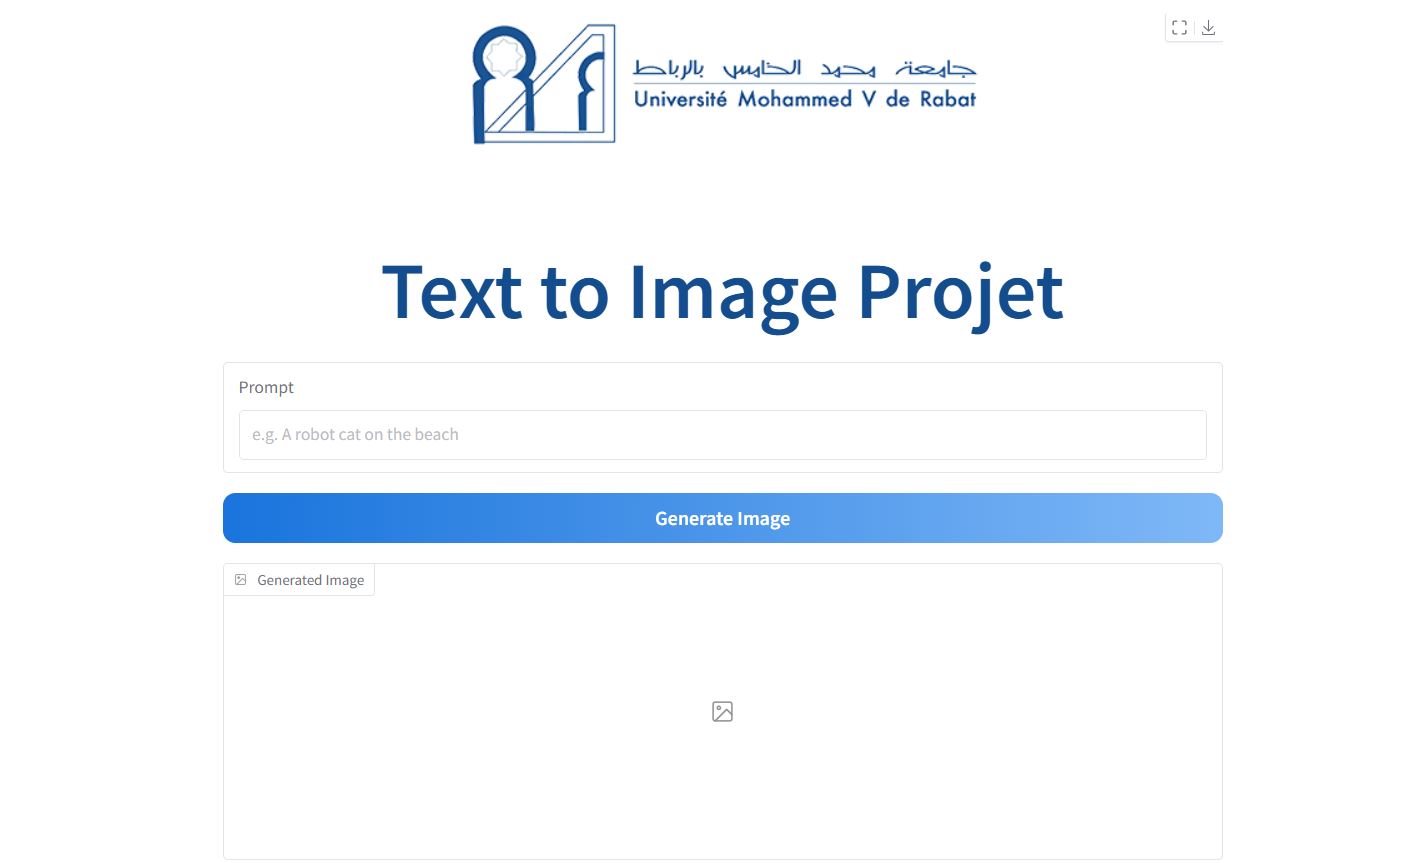 جامعة محمد الخامس بالرباط
Université Mohammed V de Rabat
Text to Image Projet
Prompt
e.g. A robot cat on the beach
Generate Image
Generated Image